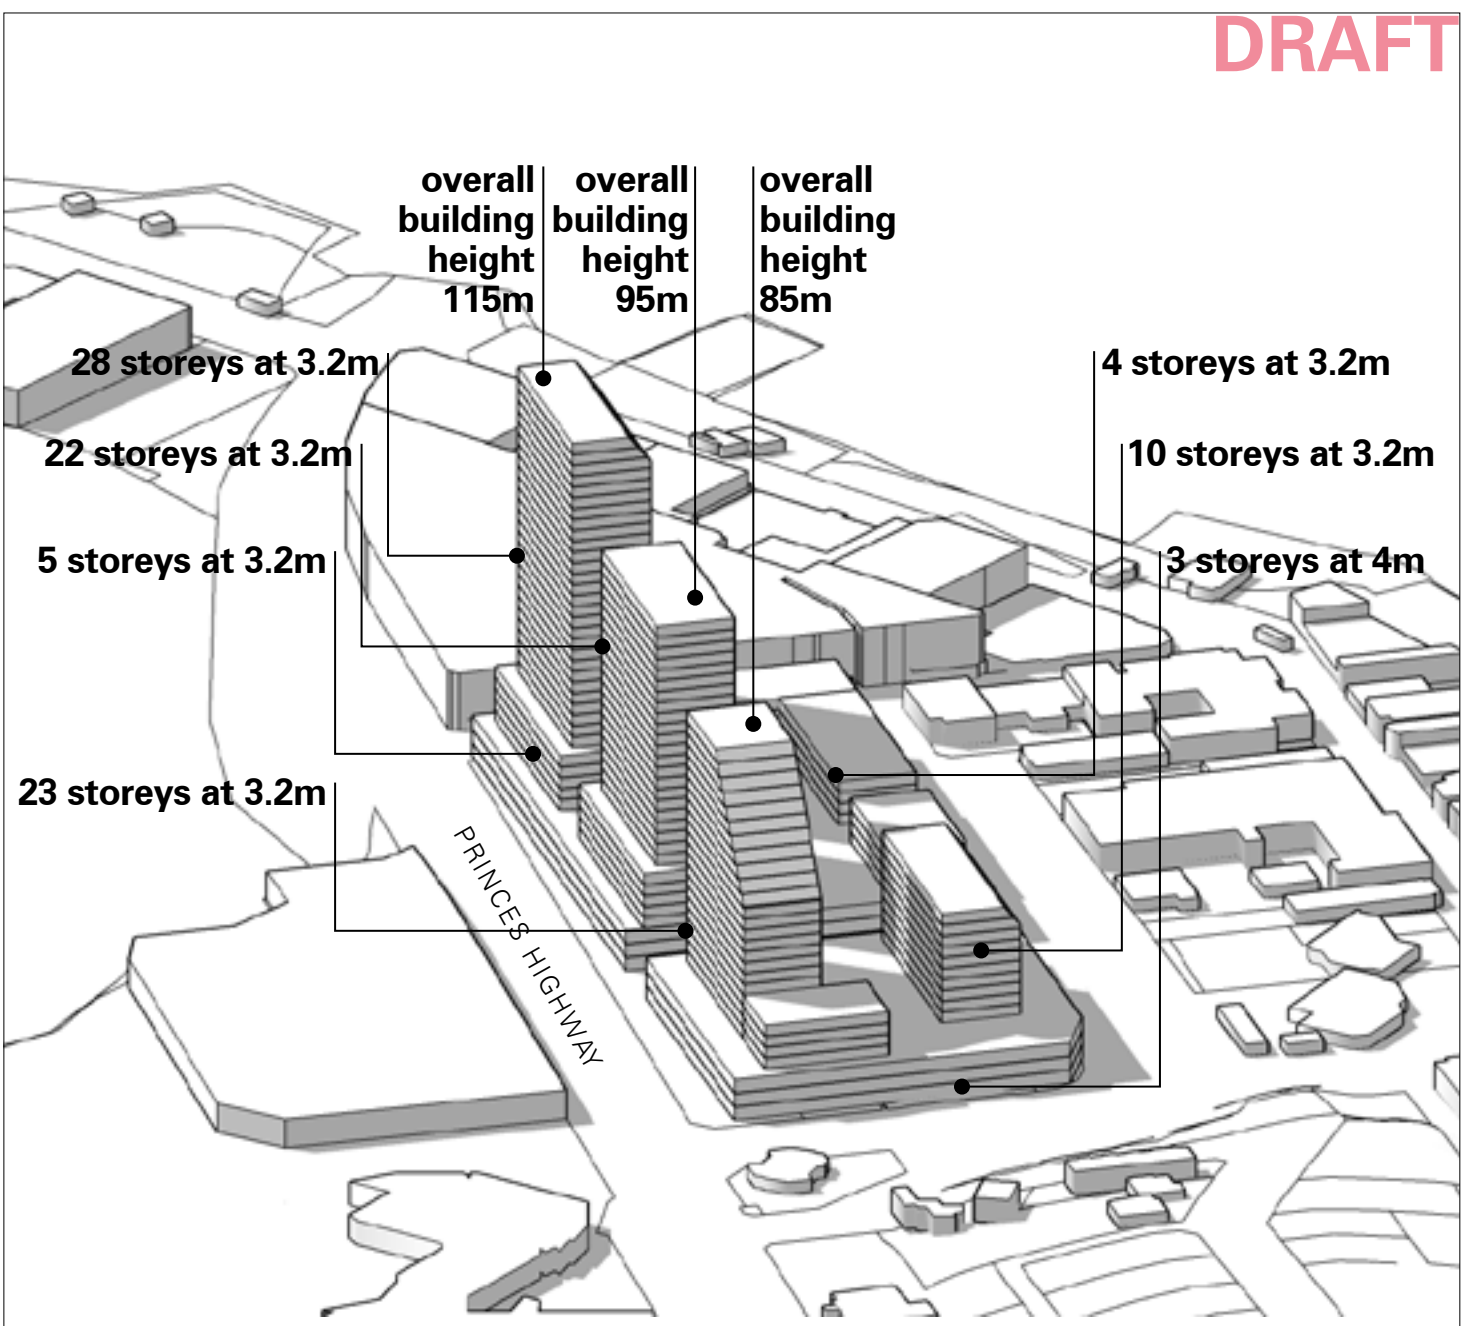 DRAFT
overall
building
height
115m
overall
building
height
95m
overall
building
height
85m
28 storeys at 3.2m
22 storeys at 3.2m
5 storeys at 3.2m
23 storeys at 3.2m
4 storeys at 3.2m
10 storeys at 3.2m
3 storeys at 4m
PRINCES HIGHWAY